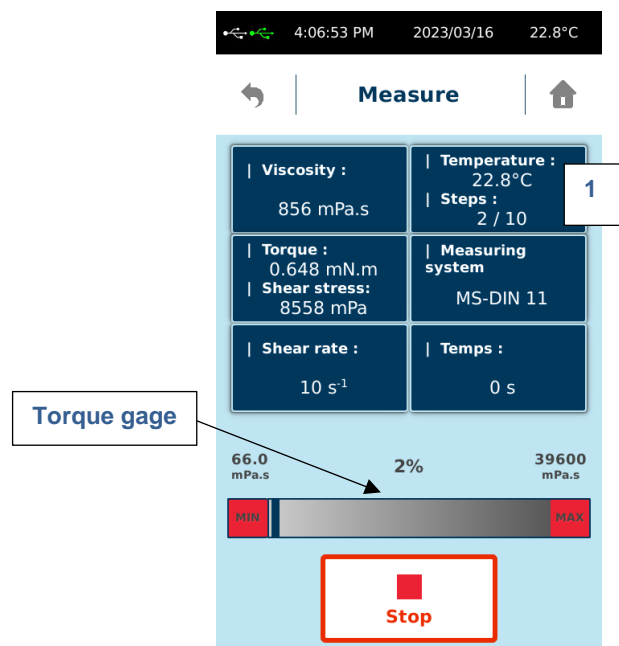 4:06:53 PM 2023/03/16 22.8°C
Measure
| Viscosity :
856 mPa.s
| Temperature :
22.8°C
| Steps :
2 / 10
1
| Torque :
0.648 mN.m
| Shear stress:
8558 mPa
| Measuring
system
MS-DIN 11
| Shear rate :
10 s⁻¹
| Temps :
0 s
Torque gage
66.0
mPa.s
2%
39600
mPa.s
MIN
MAX
Stop